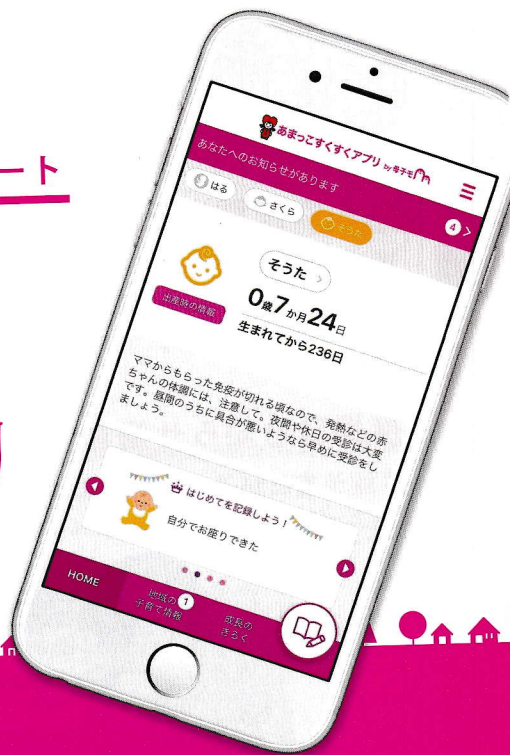 ート
あまっこすくすくアプリ by 母子モ
あなたへのお知らせがあります
4
はる
さくら
そうた
そうた
出産時の情報
0歳7か月24日
生まれてから236日
ママからもらった免疫が切れる頃なので、発熱などの赤
ちゃんの体調には、注意して。夜間や休日の受診は大変
です。昼間のうちに具合が悪いようなら早めに受診をし
ましょう。
はじめてを記録しよう!
自分でお座りできた
HOME
地域の
子育て情報
1
成長の
きろく